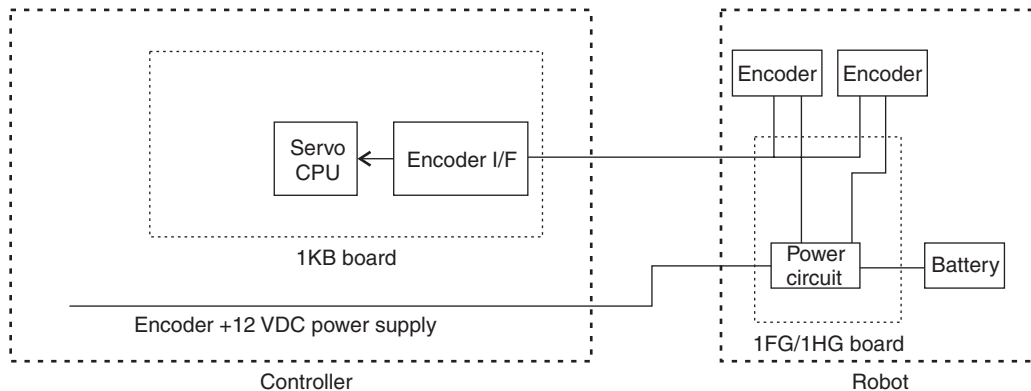 Encoder
Encoder
Servo
CPU
Encoder I/F
1KB board
Power
circuit
Battery
Encoder +12 VDC power supply
1FG/1HG board
Controller
Robot